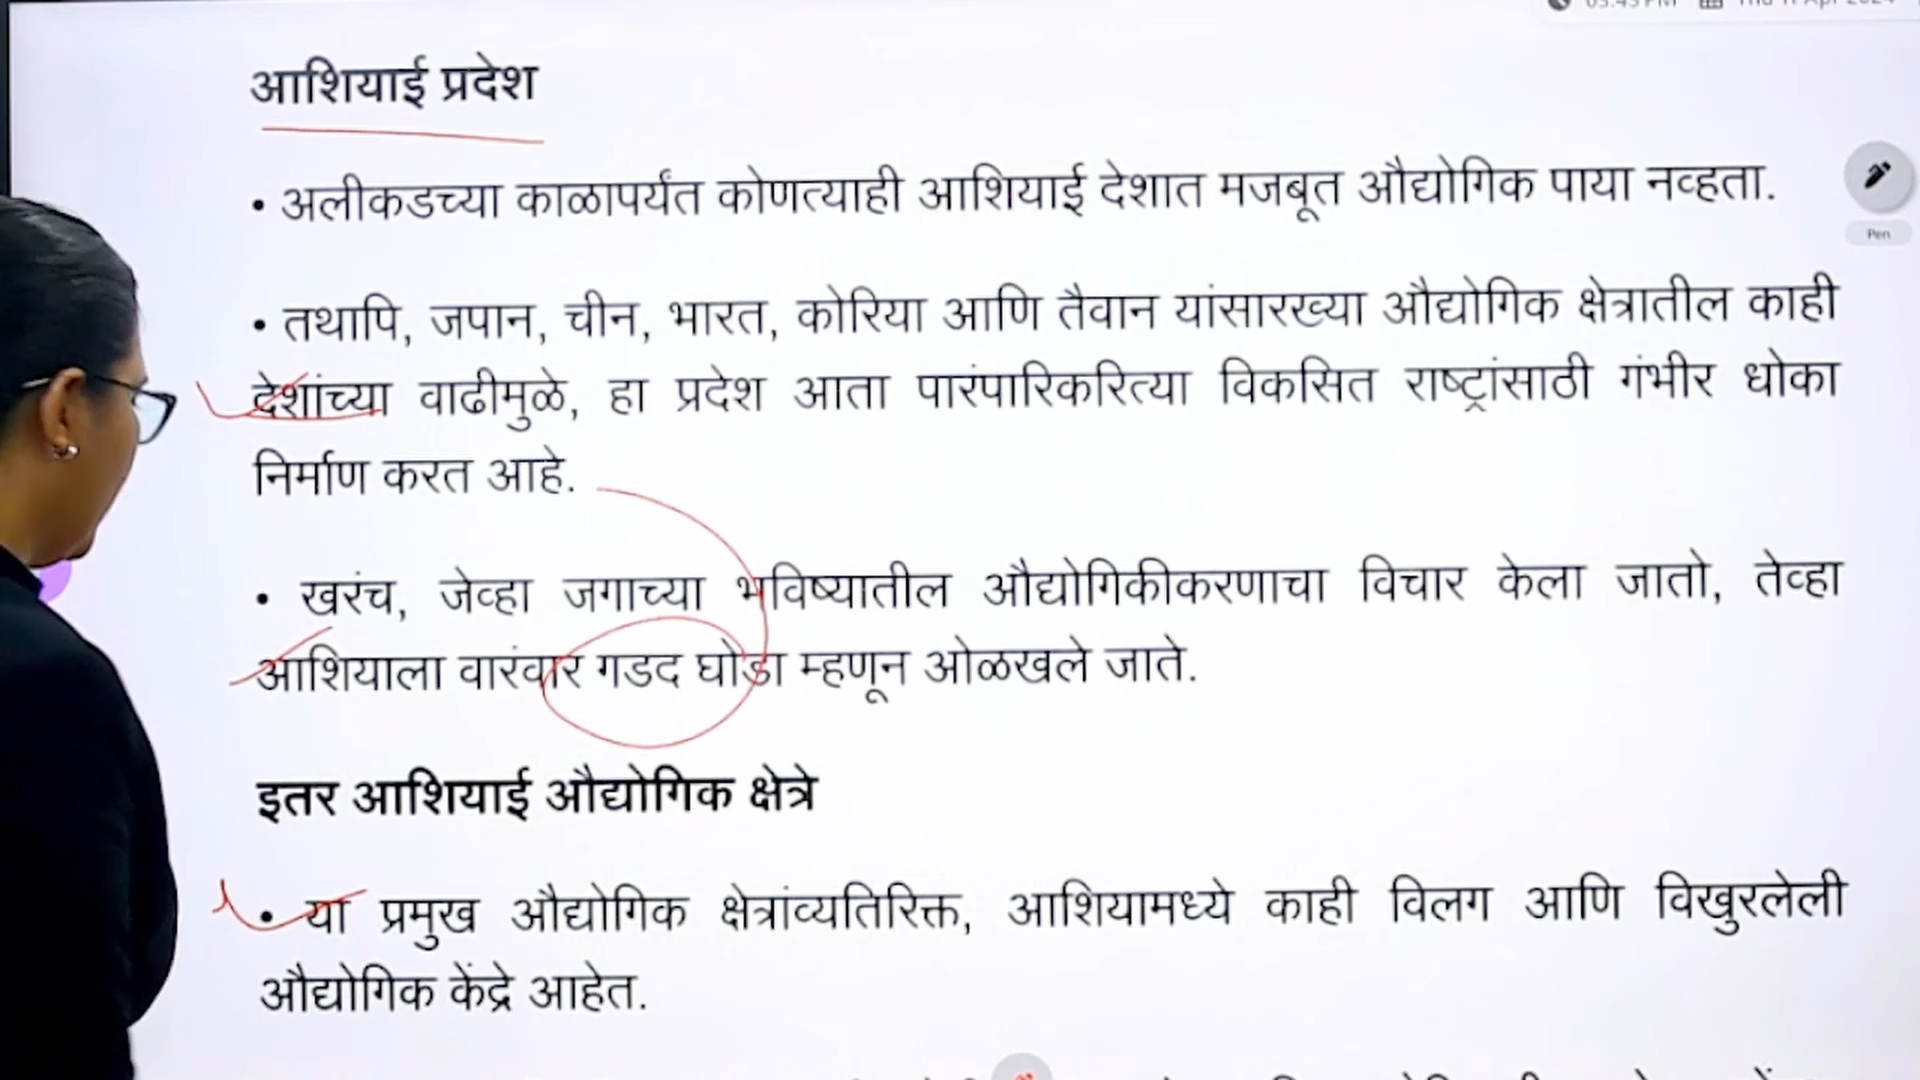 आशियाई प्रदेश
• अलीकडच्या काळापर्यंत कोणत्याही आशियाई देशात मजबूत औद्योगिक पाया नव्हता.
Pen
• तथापि, जपान, चीन, भारत, कोरिया आणि तैवान यांसारख्या औद्योगिक क्षेत्रातील काही
देशांच्या वाढीमुळे, हा प्रदेश आता पारंपारिकरित्या विकसित राष्ट्रांसाठी गंभीर धोका
निर्माण करत आहे.
• खरंच, जेव्हा जगाच्या भविष्यातील औद्योगिकीकरणाचा विचार केला जातो, तेव्हा
आशियाला वारंवार गडद घोडा म्हणून ओळखले जाते.
इतर आशियाई औद्योगिक क्षेत्रे
• या प्रमुख औद्योगिक क्षेत्रांव्यतिरिक्त, आशियामध्ये काही विलग आणि विखुरलेली
औद्योगिक केंद्रे आहेत.